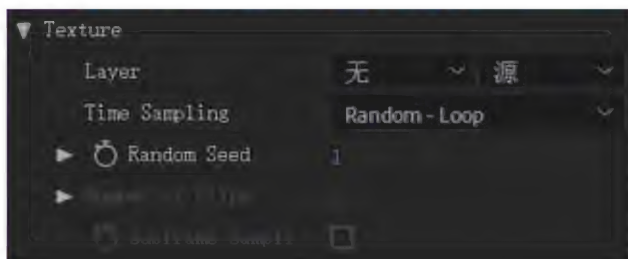 Texture
Layer 无 源
Time Sampling Random - Loop
Random Seed 1